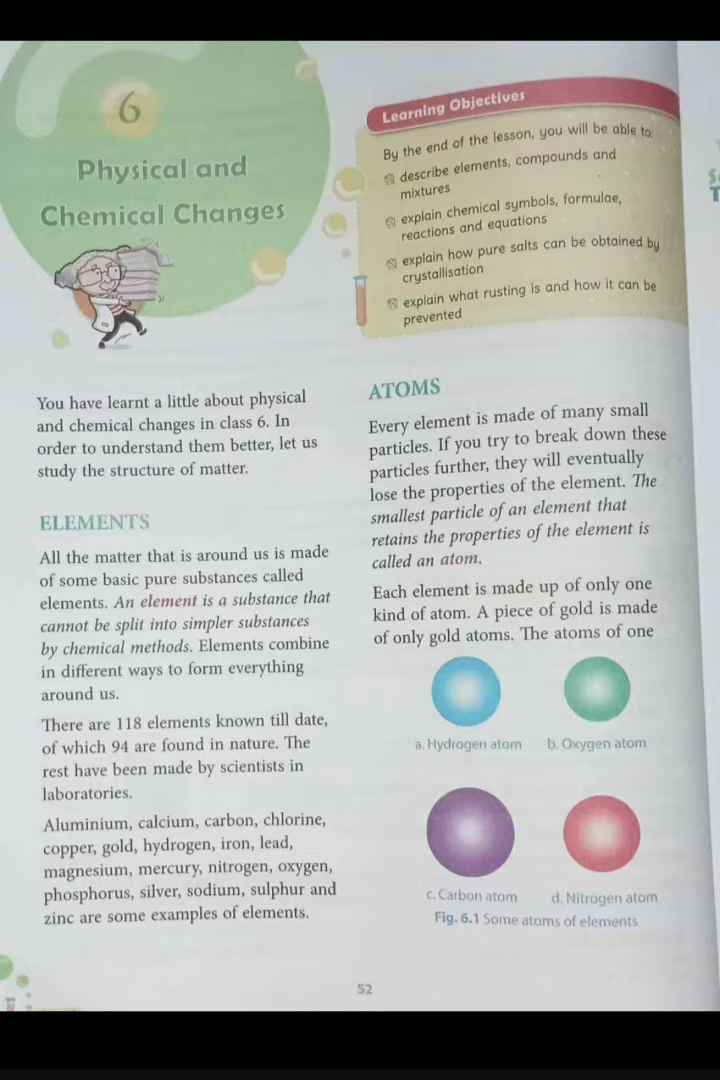 6
Physical and
Chemical Changes
Learning Objectives
By the end of the lesson, you will be able to:
describe elements, compounds and
mixtures
explain chemical symbols, formulae,
reactions and equations
explain how pure salts can be obtained by
crystallisation
explain what rusting is and how it can be
prevented
You have learnt a little about physical
and chemical changes in class 6. In
order to understand them better, let us
study the structure of matter.
ELEMENTS
All the matter that is around us is made
of some basic pure substances called
elements. An element is a substance that
cannot be split into simpler substances
by chemical methods. Elements combine
in different ways to form everything
around us.
There are 118 elements known till date,
of which 94 are found in nature. The
rest have been made by scientists in
laboratories.
Aluminium, calcium, carbon, chlorine,
copper, gold, hydrogen, iron, lead,
magnesium, mercury, nitrogen, oxygen,
phosphorus, silver, sodium, sulphur and
zinc are some examples of elements.
ATOMS
Every element is made of many small
particles. If you try to break down these
particles further, they will eventually
lose the properties of the element. The
smallest particle of an element that
retains the properties of the element is
called an atom.
Each element is made up of only one
kind of atom. A piece of gold is made
of only gold atoms. The atoms of one
a. Hydrogen atom b. Oxygen atom
c. Carbon atom d. Nitrogen atom
Fig. 6.1 Some atoms of elements
52